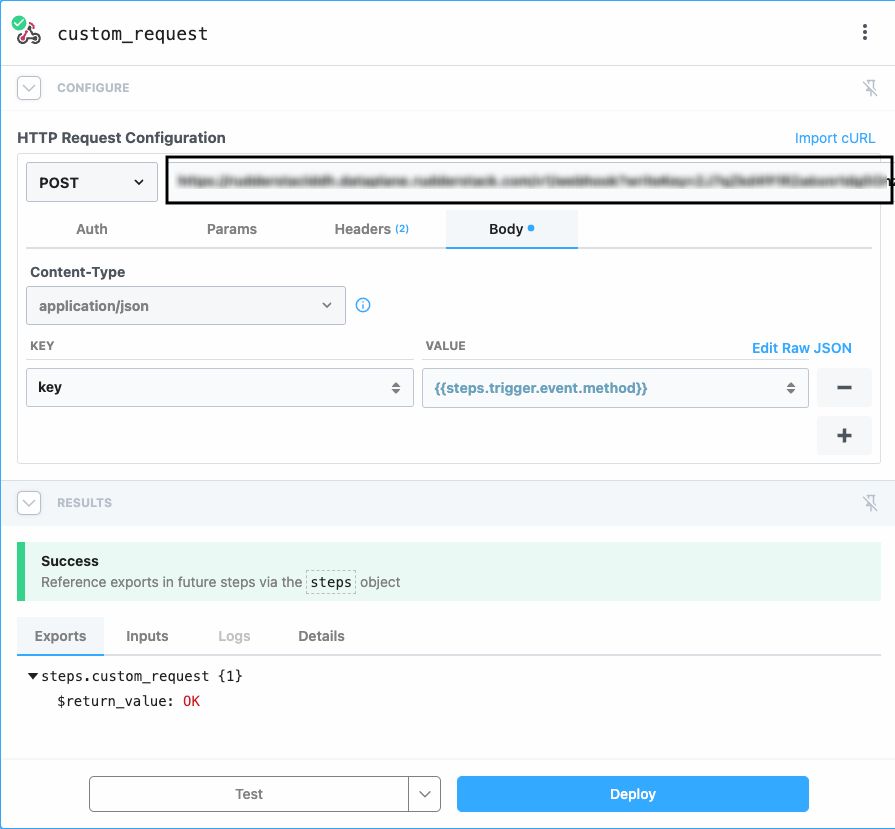 custom_request
CONFIGURE
HTTP Request Configuration
Import cURL
POST
Auth
Params
Headers (2)
Body
Content-Type
application/json
KEY
VALUE
Edit Raw JSON
key
{{steps.trigger.event.method}}
RESULTS
Success
Reference exports in future steps via the steps object
Exports
Inputs
Logs
Details
steps.custom_request {1}
$return_value: OK
Test
Deploy